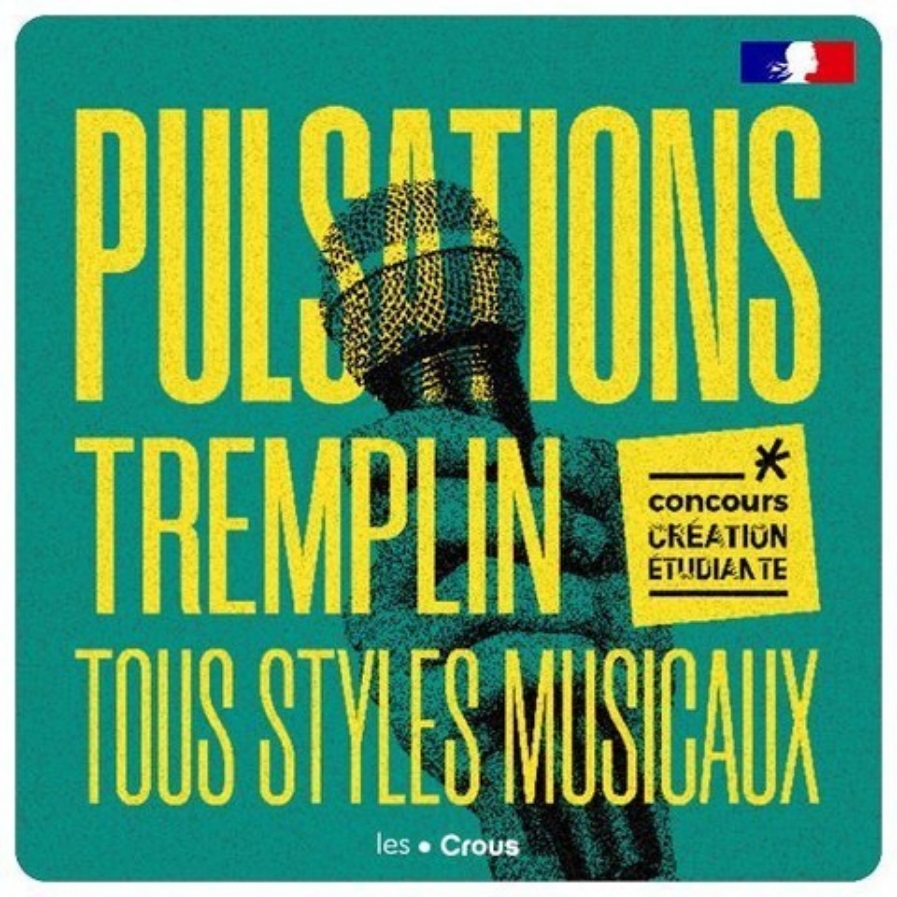 PULSATIONS
TREMPLIN
concours
CRÉATION
ÉTUDIANTE
TOUS STYLES MUSICAUX
les • Crous